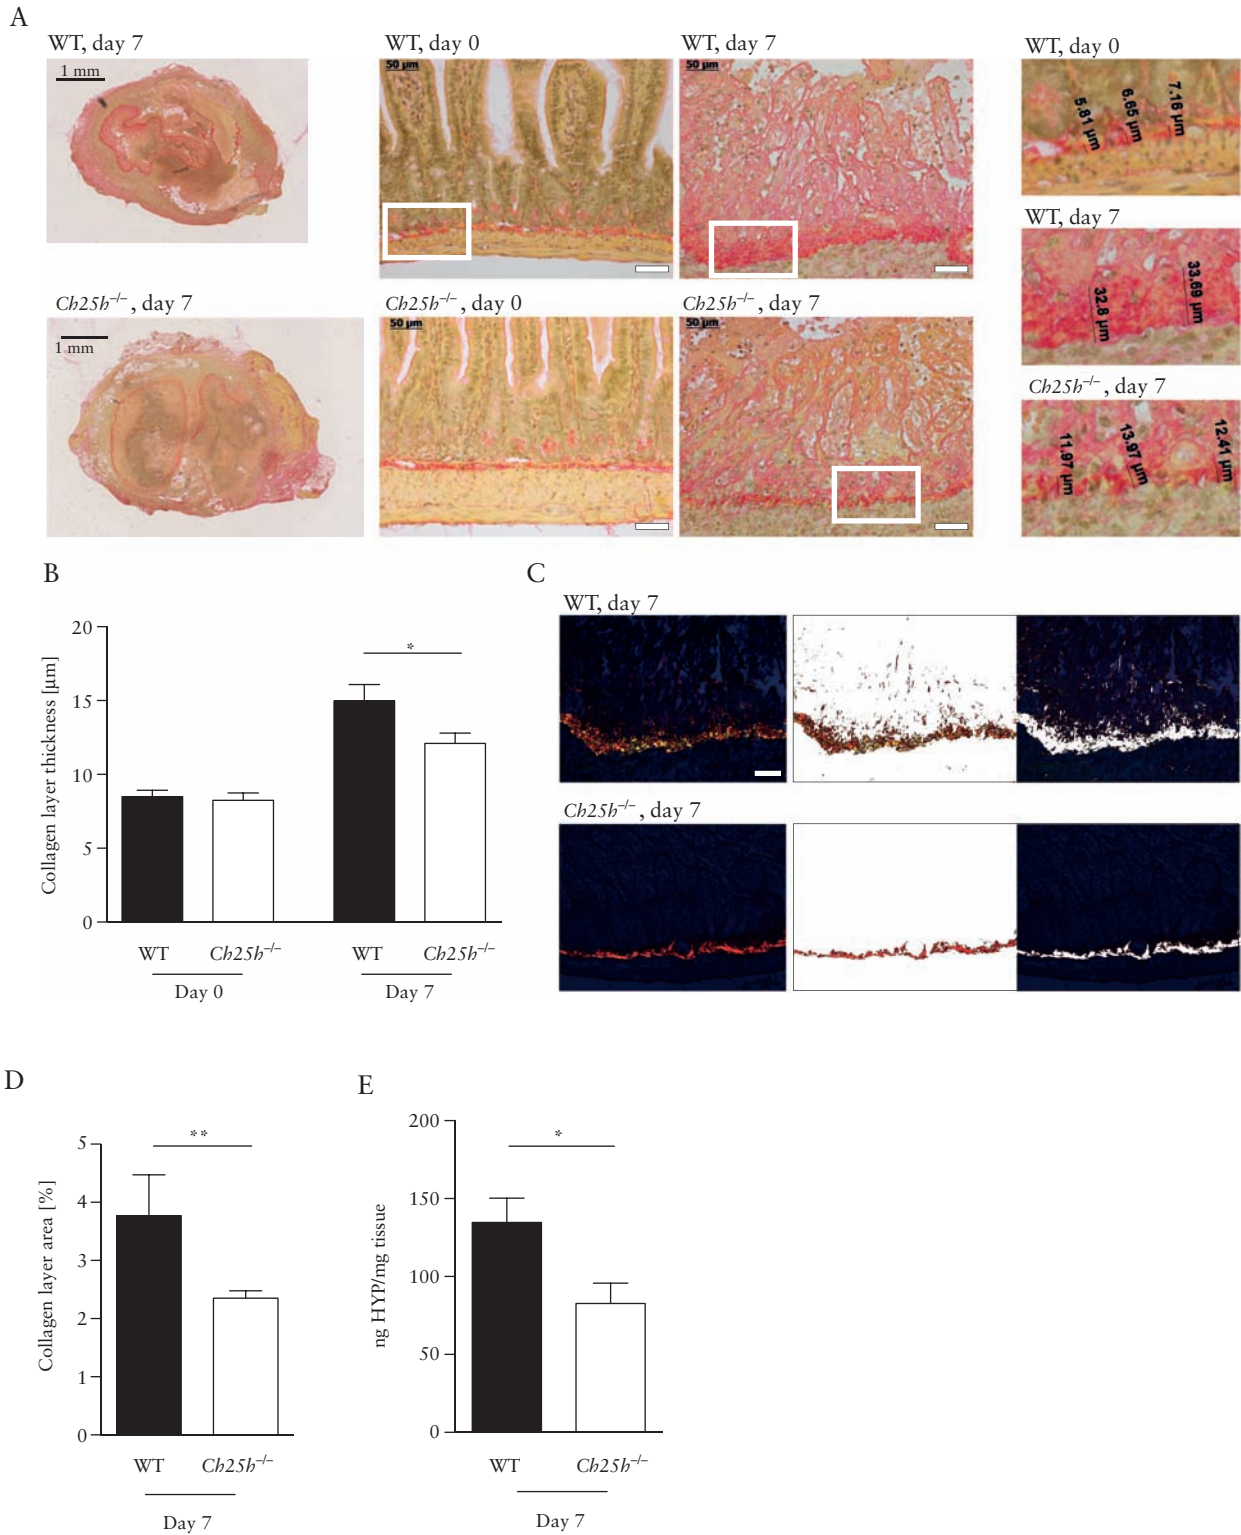 A
WT, day 7
WT, day 0
WT, day 7
WT, day 0
1 mm
50 µm
50 µm
5.81 µm
6.65 µm
7.16 µm
WT, day 7
32.8 µm
33.69 µm
Ch25h–/–, day 7
Ch25h–/–, day 0
Ch25h–/–, day 7
Ch25h–/–, day 7
1 mm
50 µm
50 µm
11.97 µm
13.97 µm
12.41 µm
B
Collagen layer thickness [µm]
20
15
10
5
0
*
WT
Ch25h–/–
WT
Ch25h–/–
Day 0
Day 7
C
WT, day 7
Ch25h–/–, day 7
D
Collagen layer area [%]
5
4
3
2
1
0
**
WT
Ch25h–/–
Day 7
E
ng HYP/mg tissue
200
150
100
50
0
*
WT
Ch25h–/–
Day 7